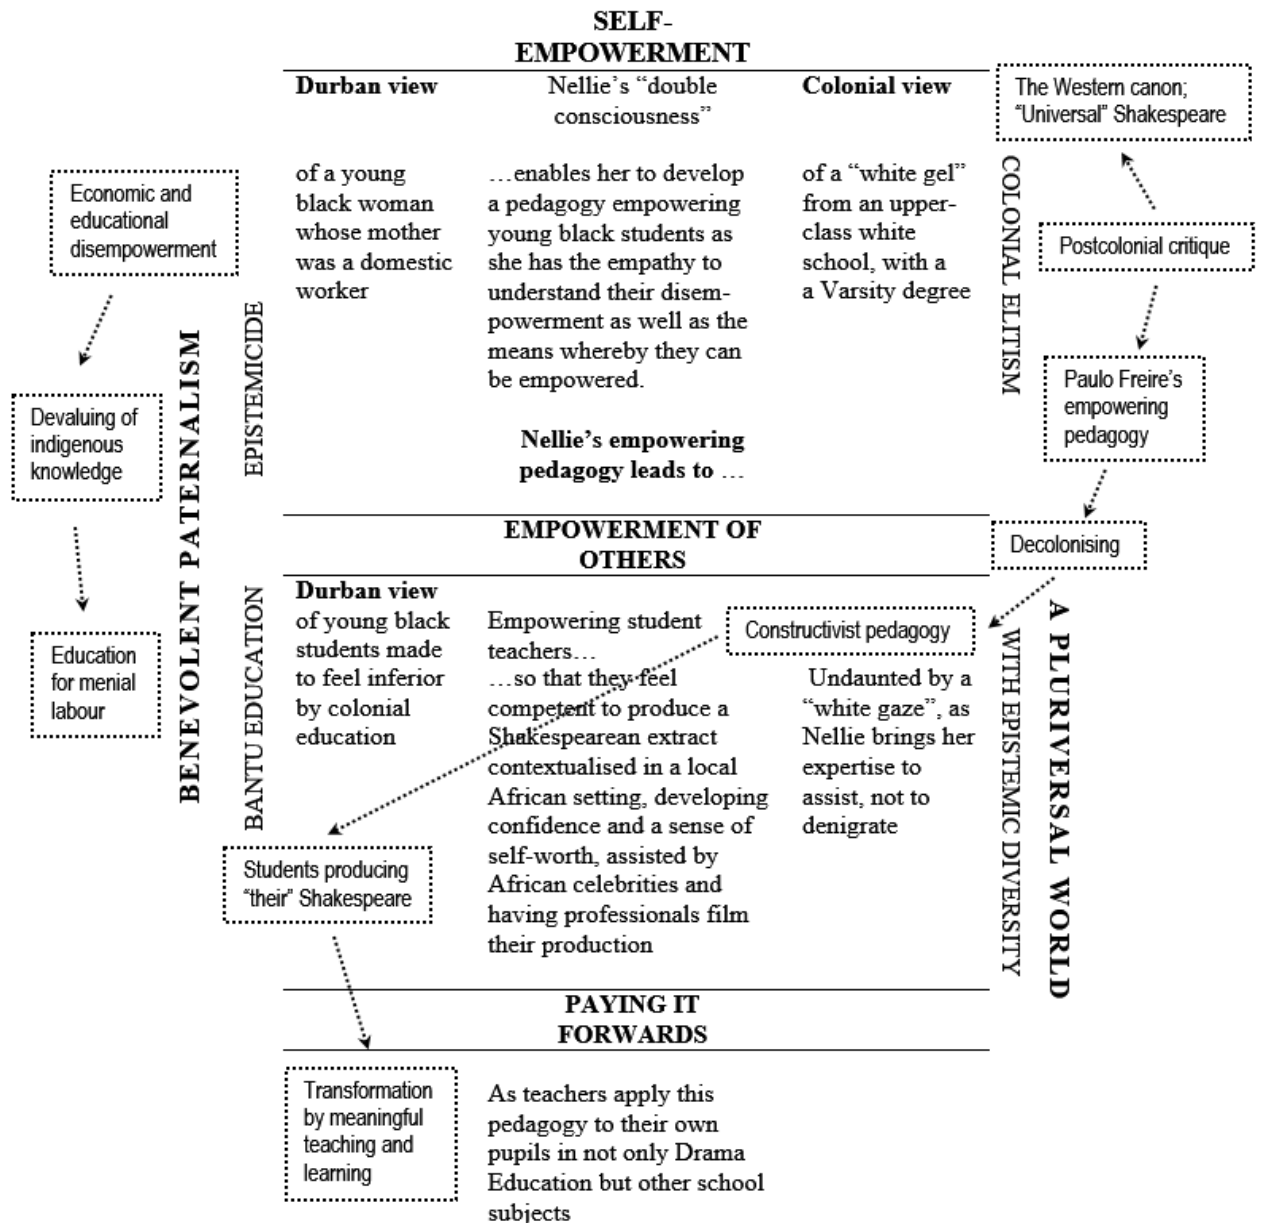 SELF-
EMPOWERMENT
Durban view
Nellie's “double
consciousness”
Colonial view
The Western canon;
“Universal” Shakespeare
Economic and
educational
disempowerment
of a young
black woman
whose mother
was a domestic
worker
…enables her to develop
a pedagogy empowering
young black students as
she has the empathy to
understand their disem-
powerment as well as the
means whereby they can
be empowered.
of a “white gel”
from an upper-
class white
school, with a
a Varsity degree
COLONIAL ELITISM
Postcolonial critique
Paulo Freire's
empowering
pedagogy
Devaluing of
indigenous
knowledge
BENEVOLENT PATERNALISM
EPISTEMICIDE
Nellie's empowering
pedagogy leads to …
EMPOWERMENT OF
OTHERS
Decolonising
Education
for menial
labour
BANTU EDUCATION
Durban view
of young black
students made
to feel inferior
by colonial
education
Empowering student
teachers…
…so that they feel
competent to produce a
Shakespearean extract
contextualised in a local
African setting, developing
confidence and a sense of
self-worth, assisted by
African celebrities and
having professionals film
their production
Constructivist pedagogy
Undaunted by a
“white gaze”, as
Nellie brings her
expertise to
assist, not to
denigrate
WITH EPISTEMIC DIVERSITY
A PLURIVERSAL WORLD
Students producing
“their” Shakespeare
PAYING IT
FORWARDS
Transformation
by meaningful
teaching and
learning
As teachers apply this
pedagogy to their own
pupils in not only Drama
Education but other school
subjects